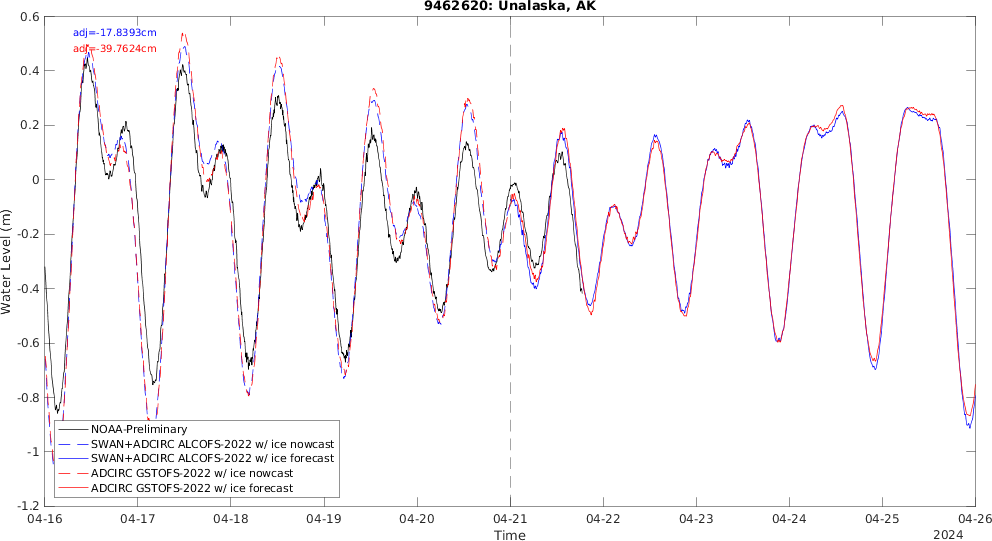 9462620: Unalaska, AK
adj=-17.8393cm
adj=-39.7624cm
0.6
0.4
0.2
0
-0.2
-0.4
-0.6
-0.8
-1
-1.2
Water Level (m)
NOAA-Preliminary
SWAN+ADCIRC ALCOFS-2022 w/ ice nowcast
SWAN+ADCIRC ALCOFS-2022 w/ ice forecast
ADCIRC GSTOFS-2022 w/ ice nowcast
ADCIRC GSTOFS-2022 w/ ice forecast
04-16 04-17 04-18 04-19 04-20 04-21 04-22 04-23 04-24 04-25 04-26
Time
2024